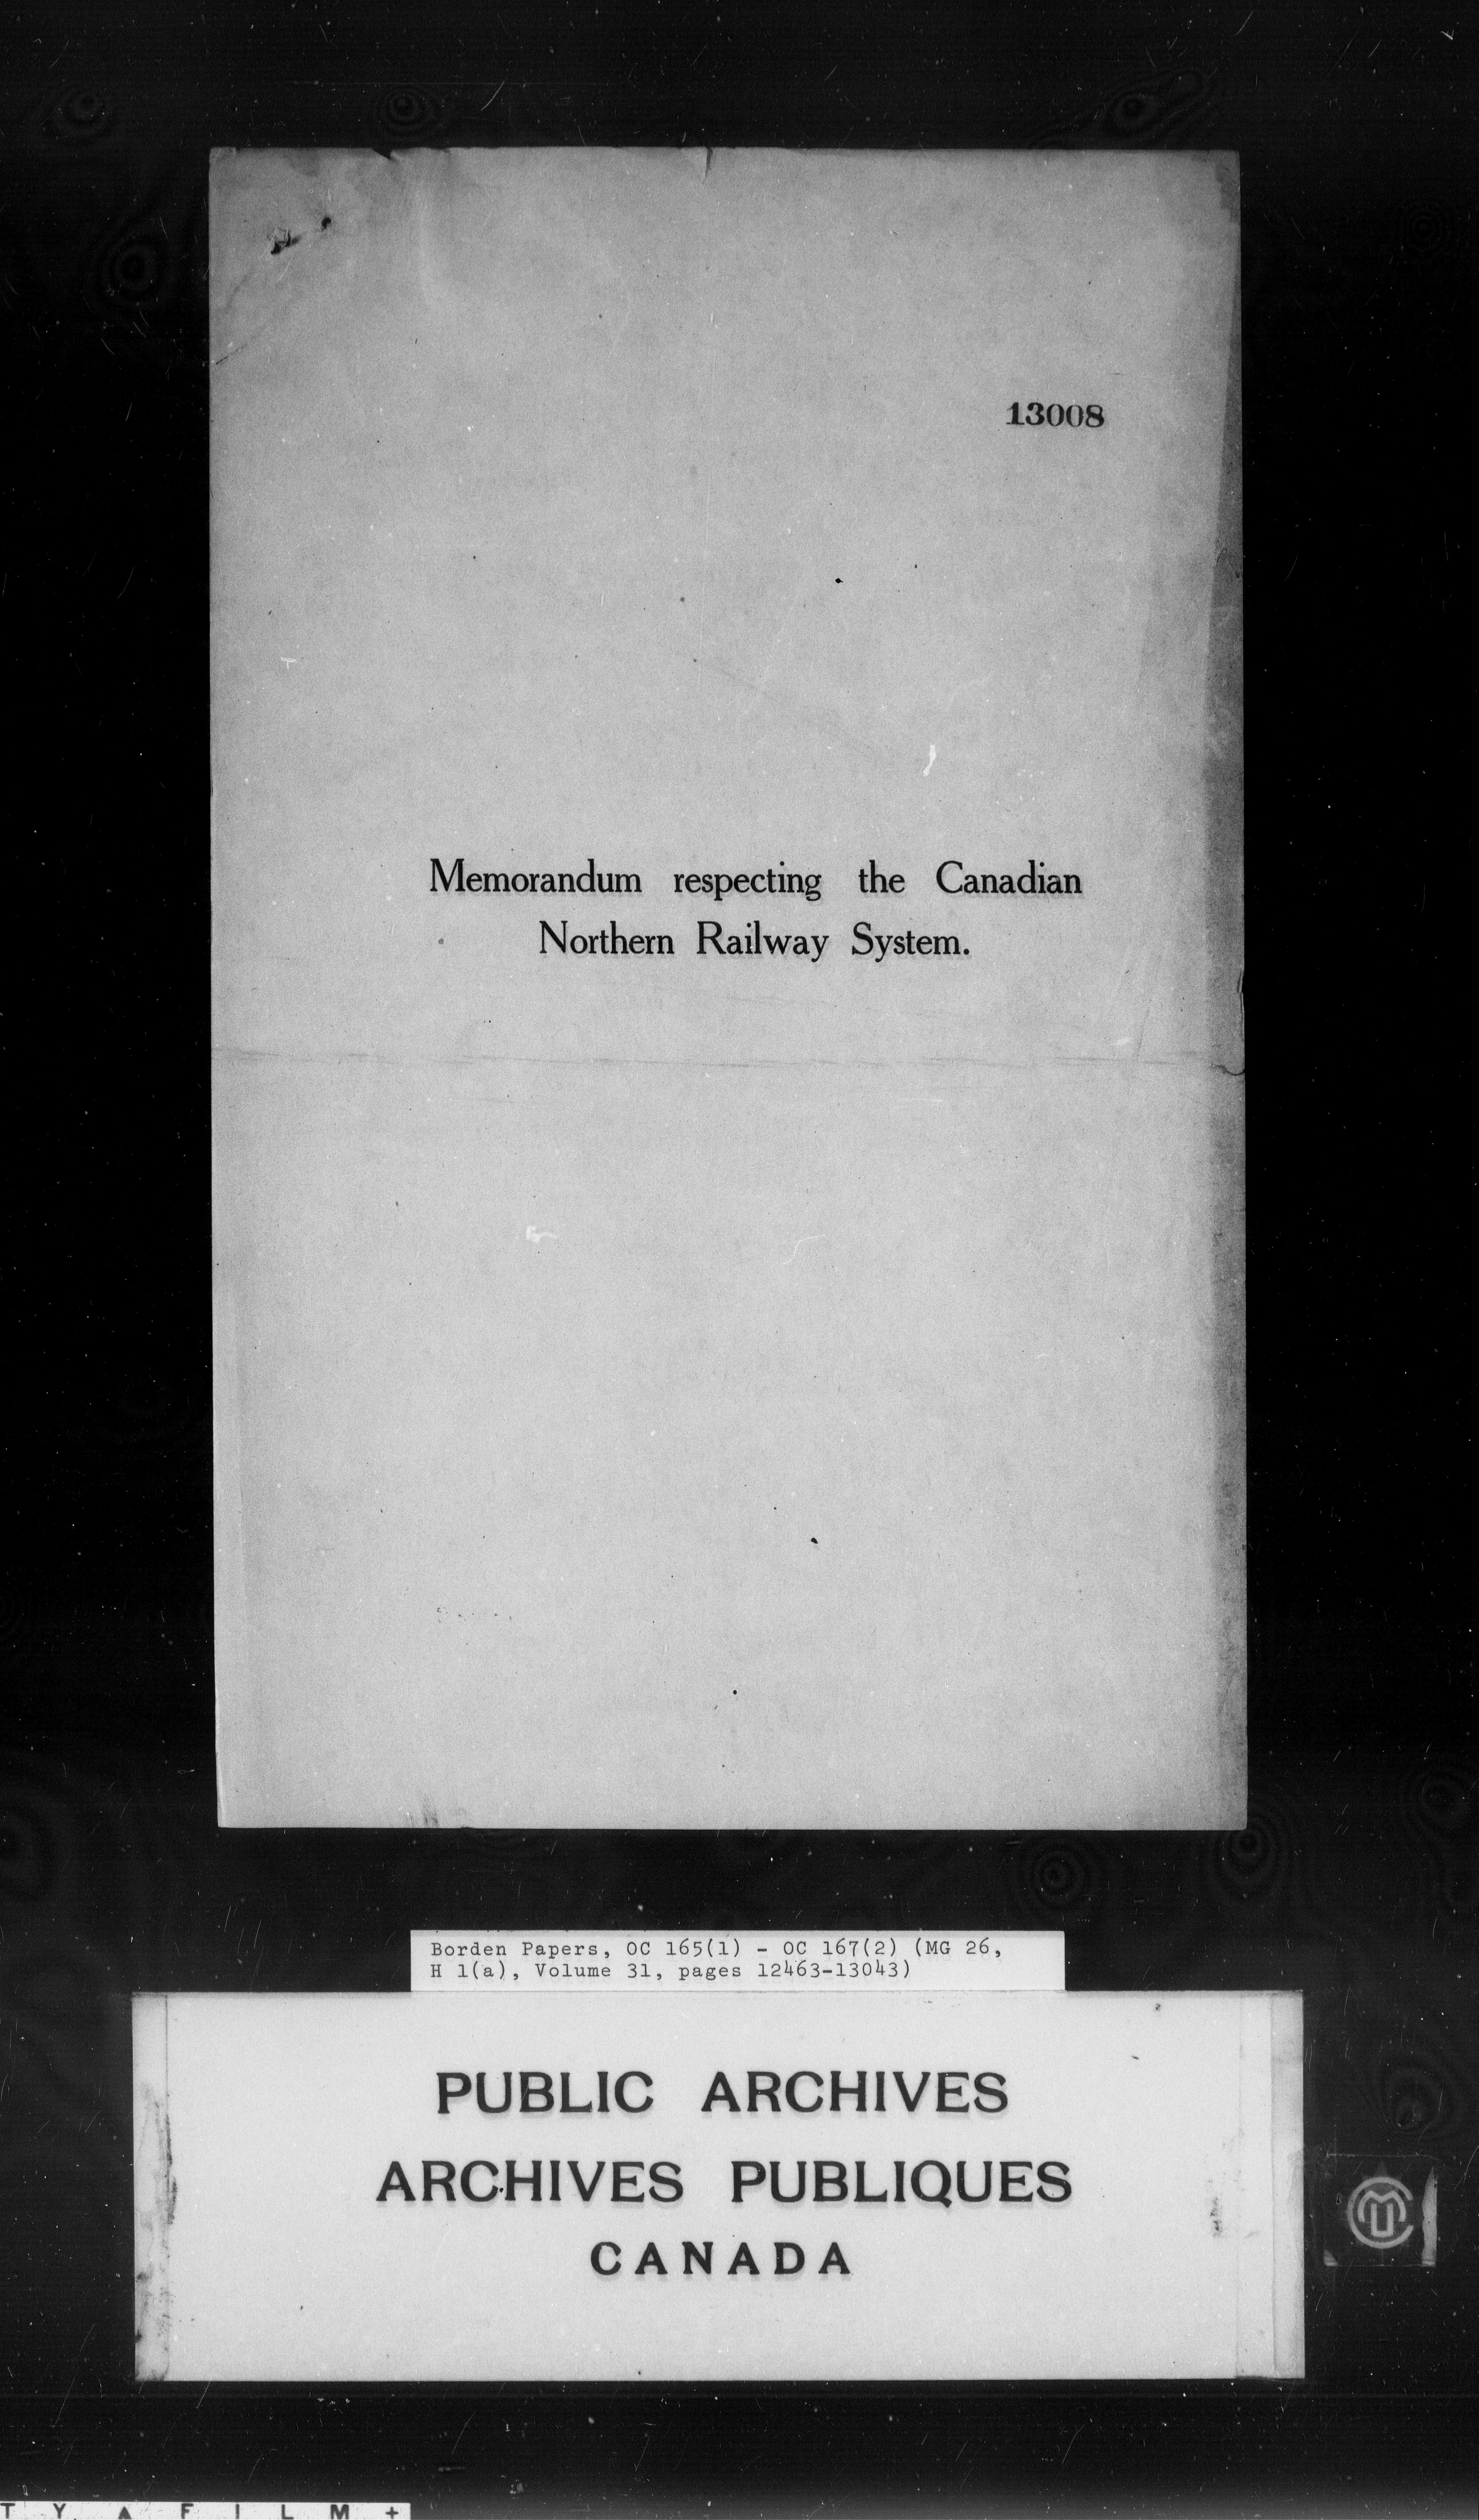 13008
Memorandum respecting the Canadian
Northern Railway System.
Borden Papers, OC 165(1) - OC 167(2) (MG 26,
H 1(a), Volume 31, pages 12463-13043)
PUBLIC ARCHIVES
ARCHIVES PUBLIQUES
CANADA
T Y A F I L M +